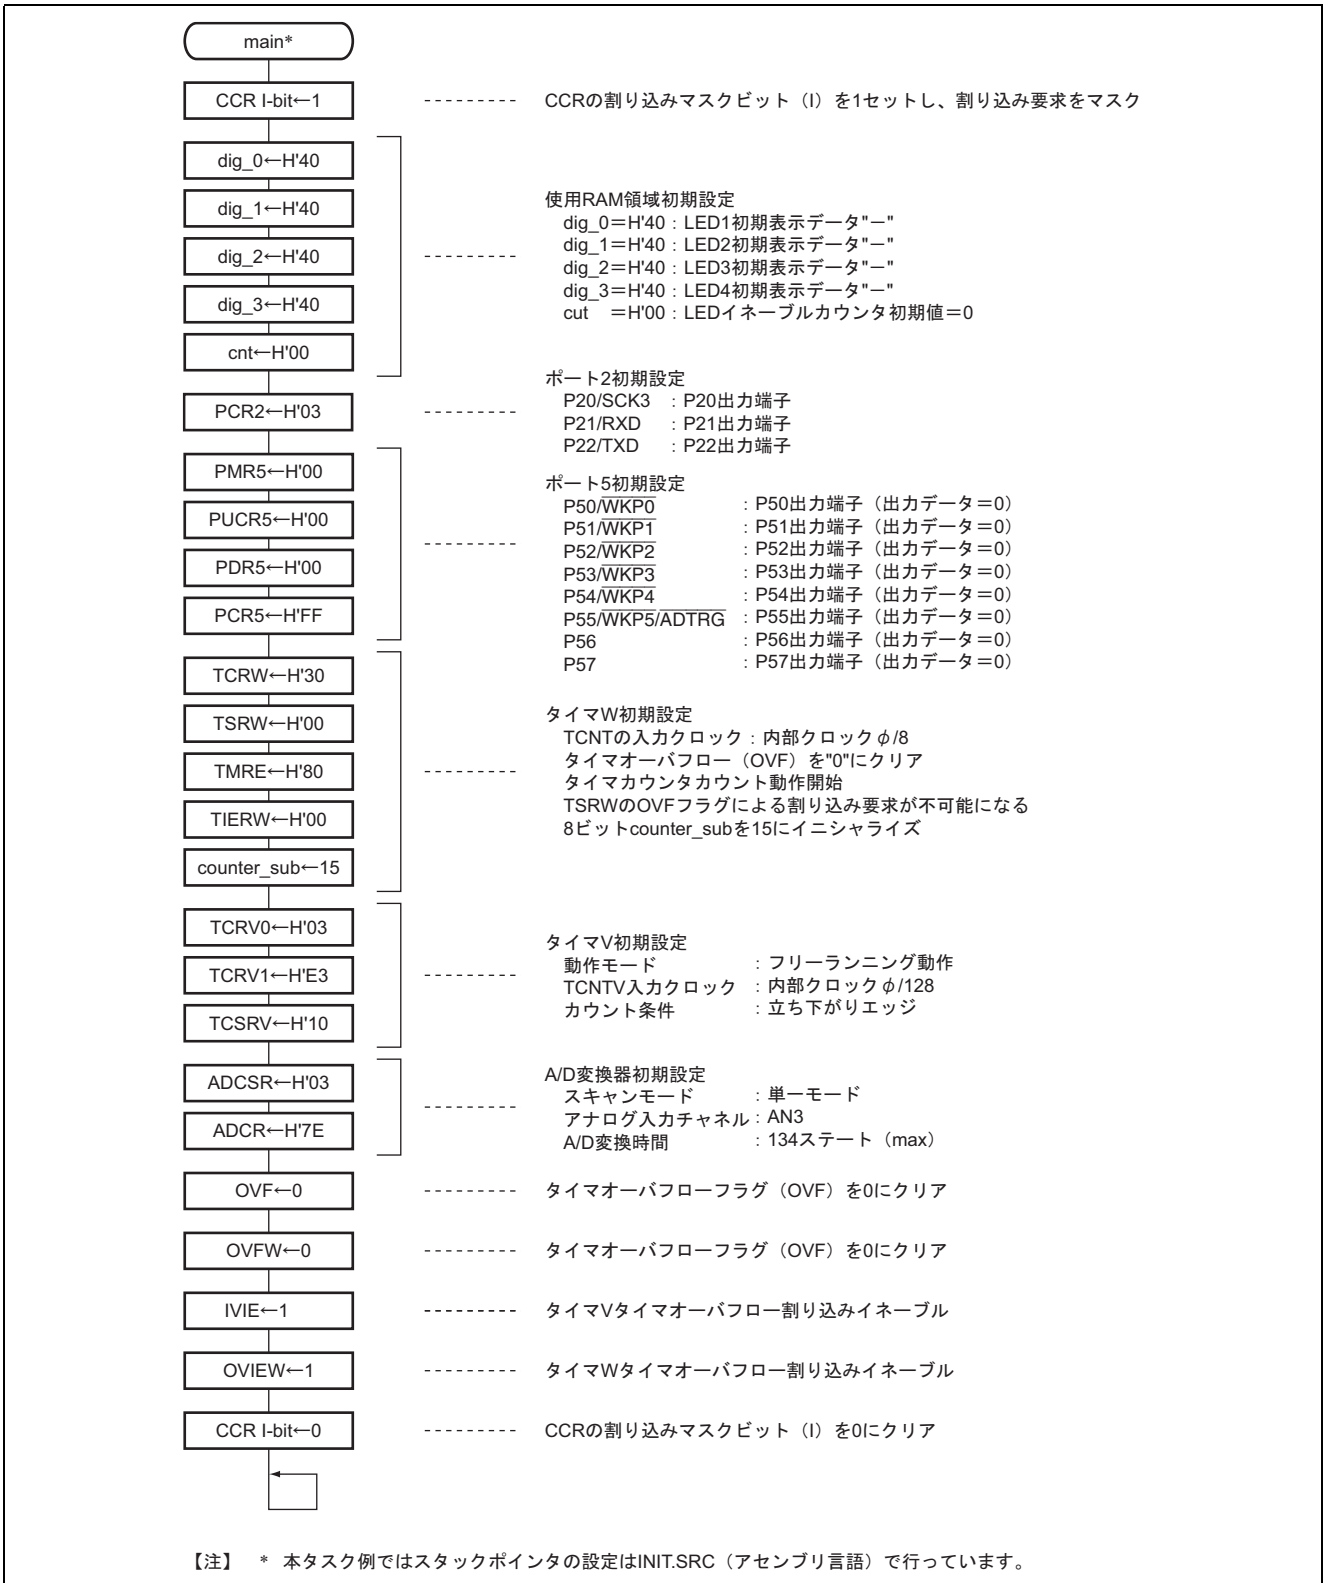 main*
CCR I-bit←1
CCRの割り込みマスクビット（I）を1セットし、割り込み要求をマスク
dig_0←H'40
dig_1←H'40
dig_2←H'40
dig_3←H'40
cnt←H'00
使用RAM領域初期設定
dig_0＝H'40：LED1初期表示データ"－"
dig_1＝H'40：LED2初期表示データ"－"
dig_2＝H'40：LED3初期表示データ"－"
dig_3＝H'40：LED4初期表示データ"－"
cut ＝H'00：LEDイネーブルカウンタ初期値＝0
PCR2←H'03
ポート2初期設定
P20/SCK3 ：P20出力端子
P21/RXD ：P21出力端子
P22/TXD ：P22出力端子
PMR5←H'00
PUCR5←H'00
PDR5←H'00
PCR5←H'FF
ポート5初期設定
P50/WKP0 ：P50出力端子（出力データ＝0）
P51/WKP1 ：P51出力端子（出力データ＝0）
P52/WKP2 ：P52出力端子（出力データ＝0）
P53/WKP3 ：P53出力端子（出力データ＝0）
P54/WKP4 ：P54出力端子（出力データ＝0）
P55/WKP5/ADTRG ：P55出力端子（出力データ＝0）
P56 ：P56出力端子（出力データ＝0）
P57 ：P57出力端子（出力データ＝0）
TCRW←H'30
TSRW←H'00
TMRE←H'80
TIERW←H'00
counter_sub←15
タイマW初期設定
TCNTの入力クロック：内部クロックφ/8
タイマオーバフロー（OVF）を"0"にクリア
タイマカウンタカウント動作開始
TSRWのOVFフラグによる割り込み要求が不可能になる
8ビットcounter_subを15にイニシャライズ
TCRV0←H'03
TCRV1←H'E3
TCSRV←H'10
タイマV初期設定
動作モード ：フリーランニング動作
TCNTV入力クロック ：内部クロックφ/128
カウント条件 ：立ち下がりエッジ
ADCSR←H'03
ADCR←H'7E
A/D変換器初期設定
スキャンモード ：単一モード
アナログ入力チャネル：AN3
A/D変換時間 ：134ステート（max）
OVF←0
タイマオーバフローフラグ（OVF）を0にクリア
OVFW←0
タイマオーバフローフラグ（OVF）を0にクリア
IVIE←1
タイマVタイマオーバフロー割り込みイネーブル
OVIEW←1
タイマWタイマオーバフロー割り込みイネーブル
CCR I-bit←0
CCRの割り込みマスクビット（I）を0にクリア
【注】 * 本タスク例ではスタックポインタの設定はINIT.SRC（アセンブリ言語）で行っています。